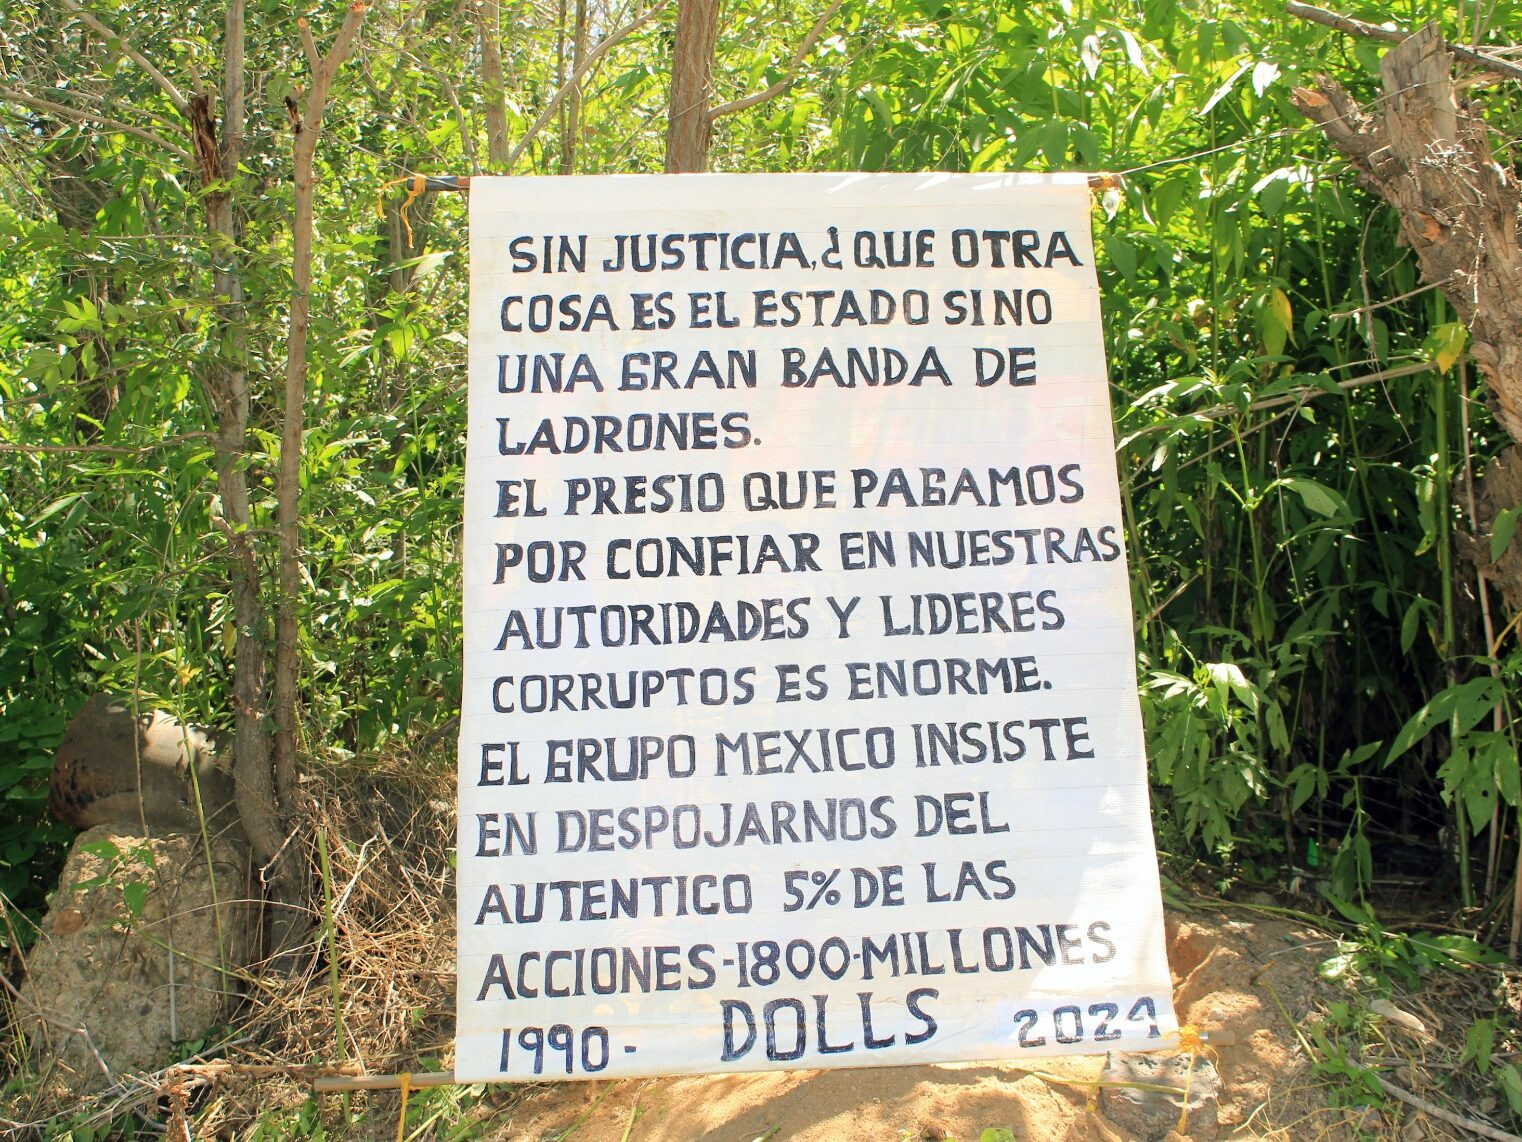 SIN JUSTICIA, ¿QUE OTRA
COSA ES EL ESTADO SINO
UNA GRAN BANDA DE
LADRONES.
EL PRESIO QUE PAGAMOS
POR CONFIAR EN NUESTRAS
AUTORIDADES Y LIDERES
CORRUPTOS ES ENORME.
EL GRUPO MEXICO INSISTE
EN DESPOJARNOS DEL
AUTENTICO 5% DE LAS
ACCIONES-1800-MILLONES
1990- DOLLS 2024